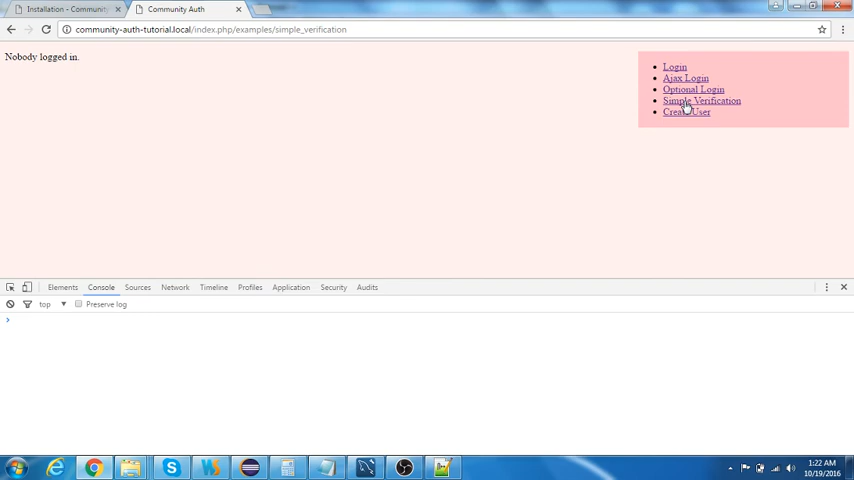 Installation - Community
Community Auth
community-auth-tutorial.local/index.php/examples/simple_verification
Nobody logged in.
Login
Ajax Login
Optional Login
Simple Verification
Create User
Elements Console Sources Network Timeline Profiles Application Security Audits
top Preserve log
1:22 AM
10/19/2016